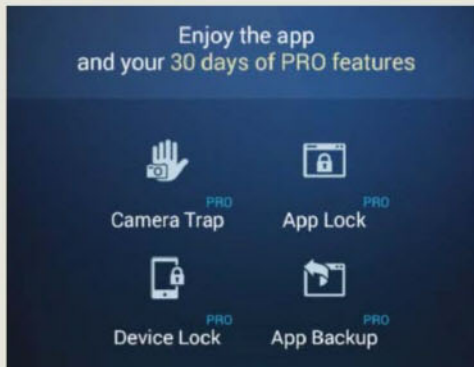 Enjoy the app
and your 30 days of PRO features
PRO PRO
Camera Trap App Lock
PRO PRO
Device Lock App Backup